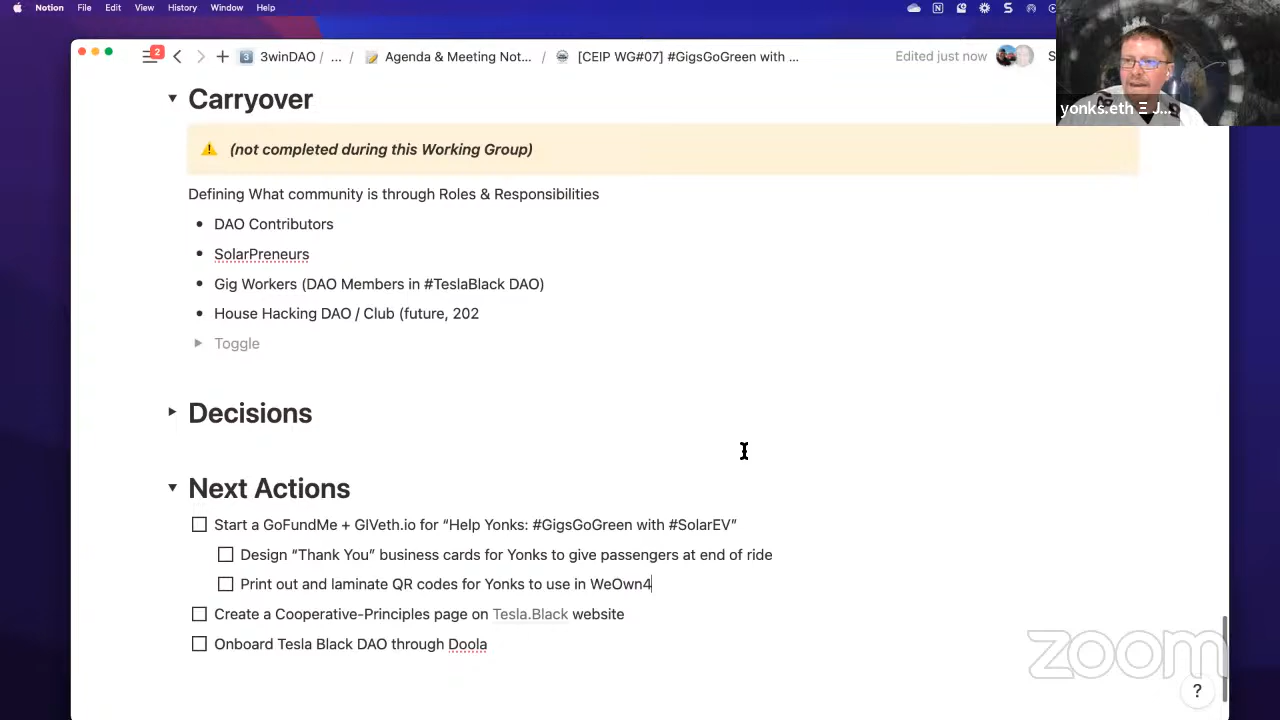 Notion File Edit View History Window
2 3 3winDAO / ... / Agenda & Meeting Not... / [CEIP WG#07] #GigsGoGreen with ... Edited just now S
yonks.eth Ξ J...
Carryover
(not completed during this Working Group)
Defining What community is through Roles & Responsibilities
• DAO Contributors
• SolarPreneurs
• Gig Workers (DAO Members in #TeslaBlack DAO)
• House Hacking DAO / Club (future, 202
Toggle
Decisions
Next Actions
Start a GoFundMe + GIVeth.io for “Help Yonks: #GigsGoGreen with #SolarEV”
Design “Thank You” business cards for Yonks to give passengers at end of ride
Print out and laminate QR codes for Yonks to use in WeOwn4
Create a Cooperative-Principles page on Tesla.Black website
Onboard Tesla Black DAO through Doola
zoom
?